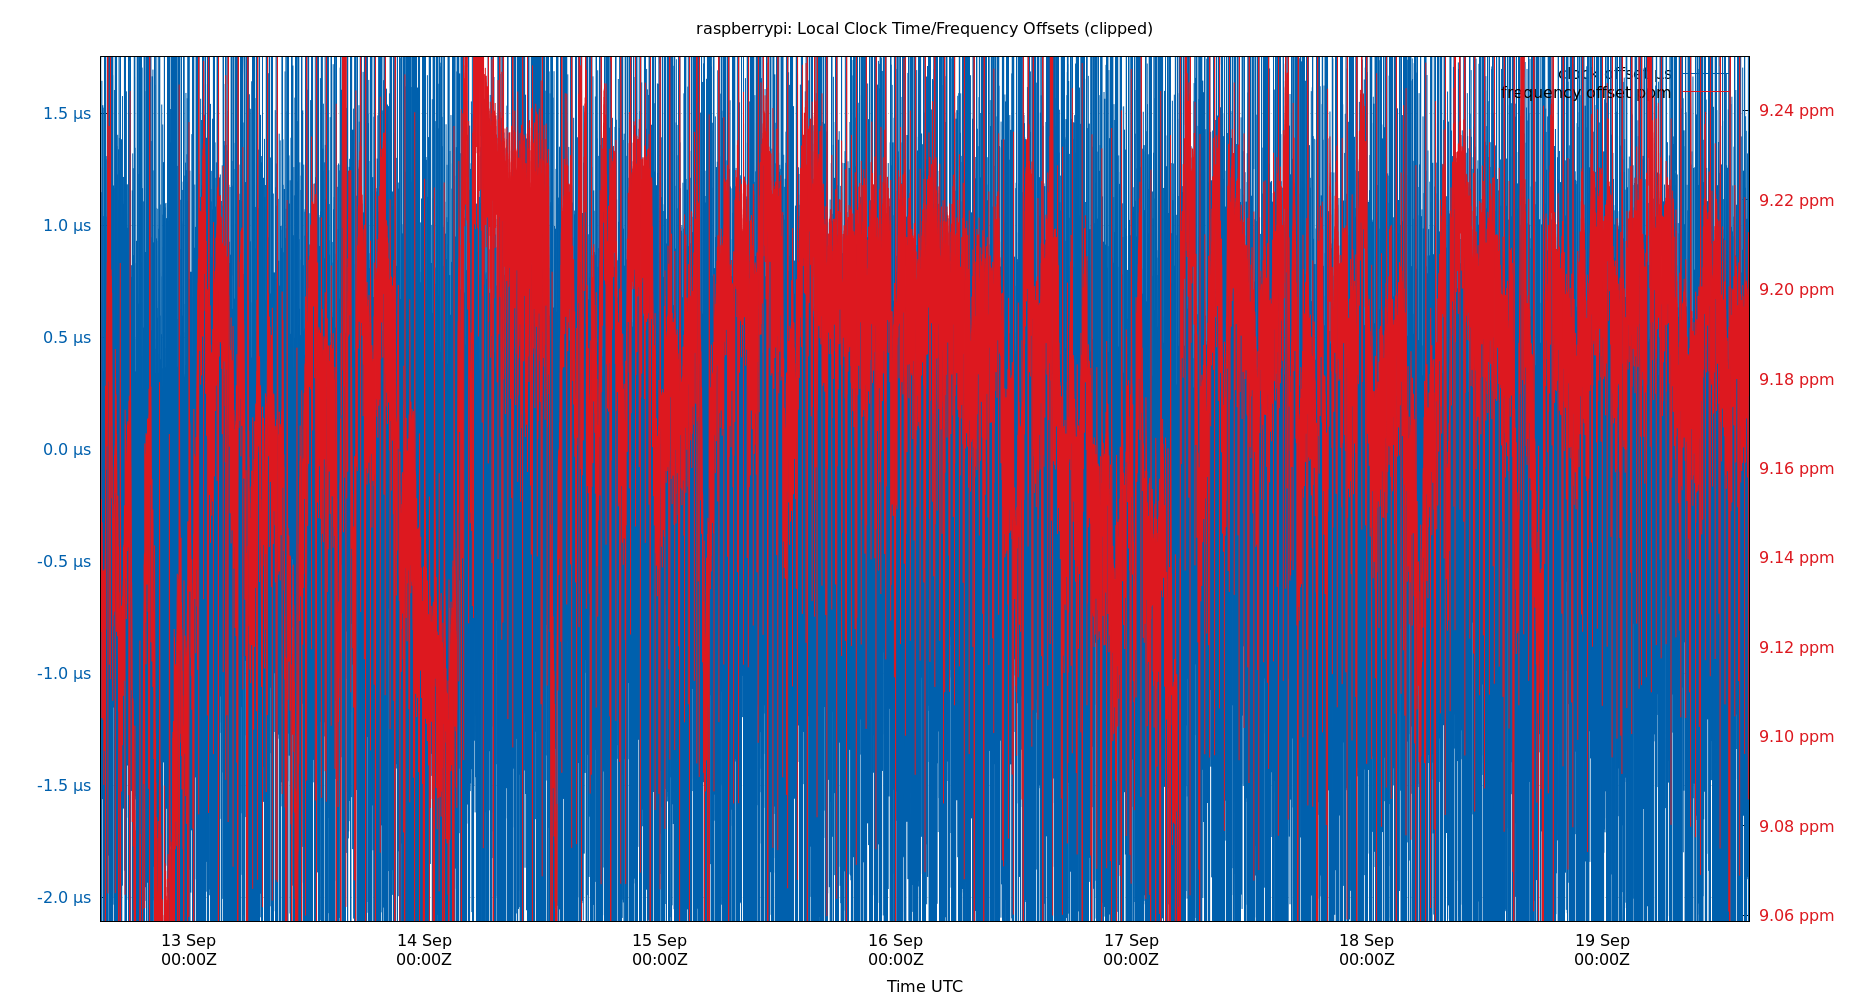 raspberrypi: Local Clock Time/Frequency Offsets (clipped)
clock offset µs
frequency offset ppm
1.5 µs
1.0 µs
0.5 µs
0.0 µs
-0.5 µs
-1.0 µs
-1.5 µs
-2.0 µs
9.24 ppm
9.22 ppm
9.20 ppm
9.18 ppm
9.16 ppm
9.14 ppm
9.12 ppm
9.10 ppm
9.08 ppm
9.06 ppm
13 Sep
00:00Z
14 Sep
00:00Z
15 Sep
00:00Z
16 Sep
00:00Z
17 Sep
00:00Z
18 Sep
00:00Z
19 Sep
00:00Z
Time UTC